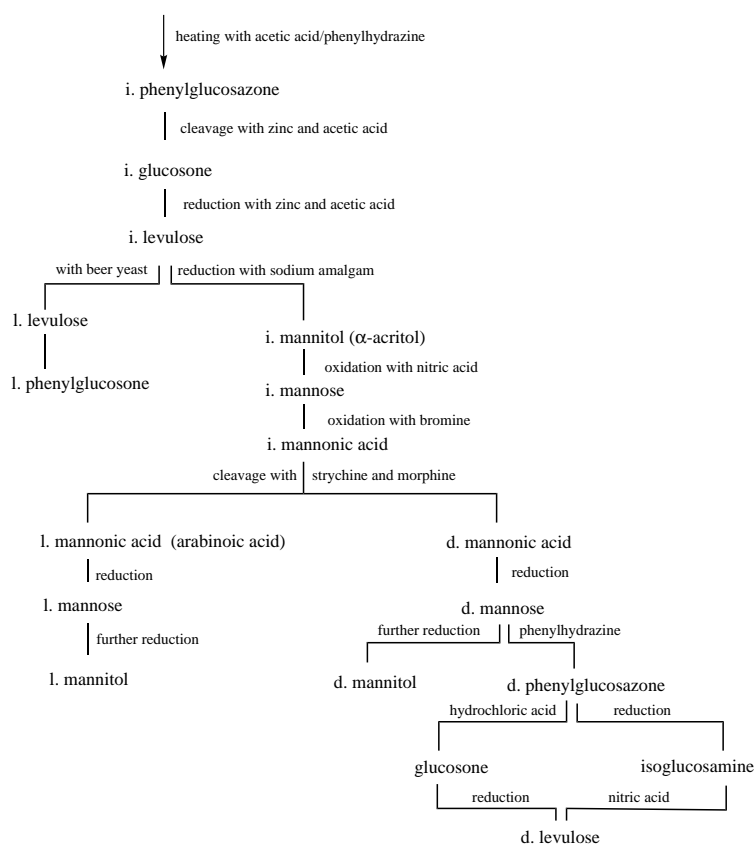 heating with acetic acid/phenylhydrazine
i. phenylglucosazone
cleavage with zinc and acetic acid
i. glucosone
reduction with zinc and acetic acid
i. levulose
with beer yeast reduction with sodium amalgam
l. levulose
i. mannitol (α-acritol)
oxidation with nitric acid
l. phenylglucosone
i. mannose
oxidation with bromine
i. mannonic acid
cleavage with strychine and morphine
l. mannonic acid (arabinoic acid) d. mannonic acid
reduction reduction
l. mannose d. mannose
further reduction further reduction phenylhydrazine
l. mannitol d. mannitol d. phenylglucosazone
hydrochloric acid reduction
glucosone isoglucosamine
reduction nitric acid
d. levulose